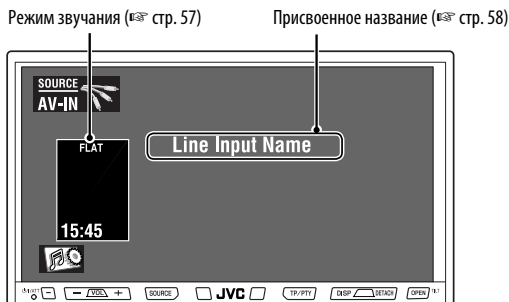 Режим звучания (☞ стр. 57) Присвоенное название (☞ стр. 58)
SOURCE
AV-IN
FLAT
Line Input Name
15:45
− VOL + SOURCE JVC TP/PTY DISP DETACH OPEN